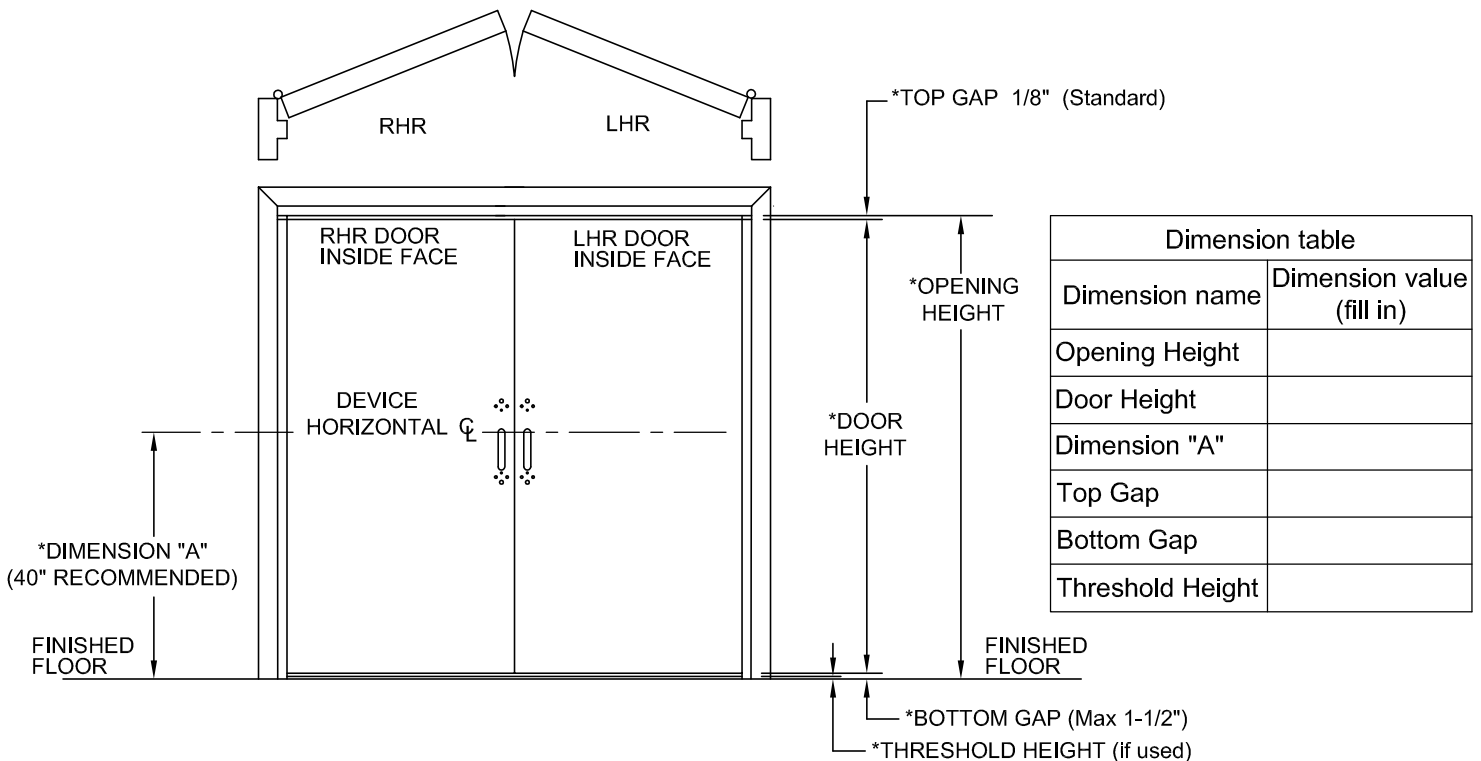 RHR
LHR
*TOP GAP 1/8" (Standard)
RHR DOOR
INSIDE FACE
LHR DOOR
INSIDE FACE
*OPENING
HEIGHT
DEVICE
HORIZONTAL ℄
*DOOR
HEIGHT
*DIMENSION "A"
(40" RECOMMENDED)
FINISHED
FLOOR
FINISHED
FLOOR
*BOTTOM GAP (Max 1-1/2")
*THRESHOLD HEIGHT (if used)
Dimension table
Dimension name
Dimension value
(fill in)
Opening Height
Door Height
Dimension "A"
Top Gap
Bottom Gap
Threshold Height